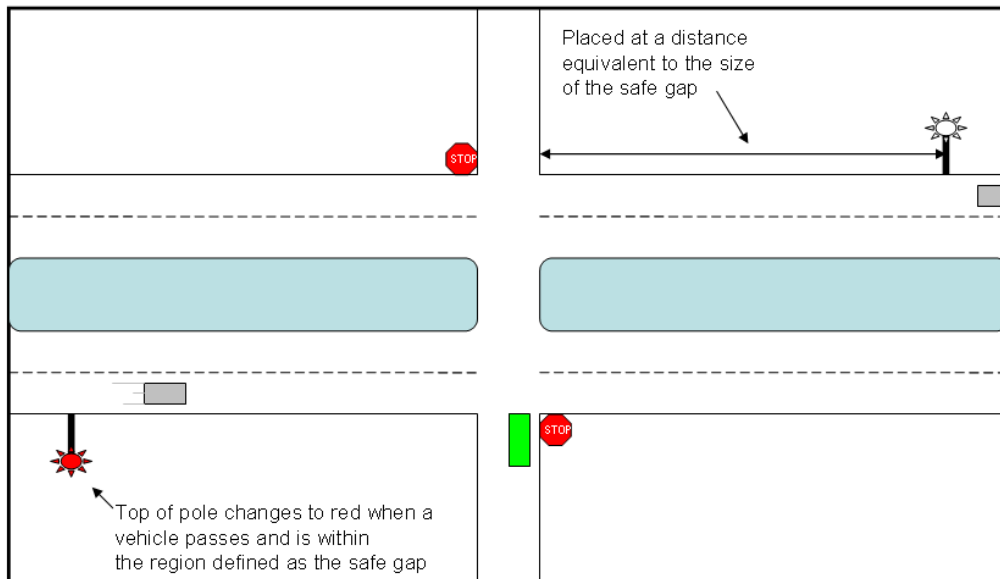 Placed at a distance
equivalent to the size
of the safe gap
STOP
STOP
Top of pole changes to red when a
vehicle passes and is within
the region defined as the safe gap